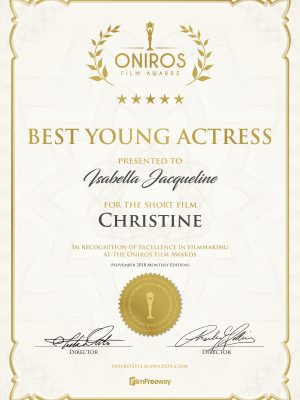 ONIROS
FILM AWARDS
BEST YOUNG ACTRESS
PRESENTED TO
Isabella Jacqueline
FOR THE SHORT FILM
CHRISTINE
IN RECOGNITION OF EXCELLENCE IN FILMMAKING
AT THE ONIROS FILM AWARDS
(NOVEMBER 2018 MONTHLY EDITION)
DIRECTOR DIRECTOR
ONIROSFILMAWARDS.COM
FilmFreeway